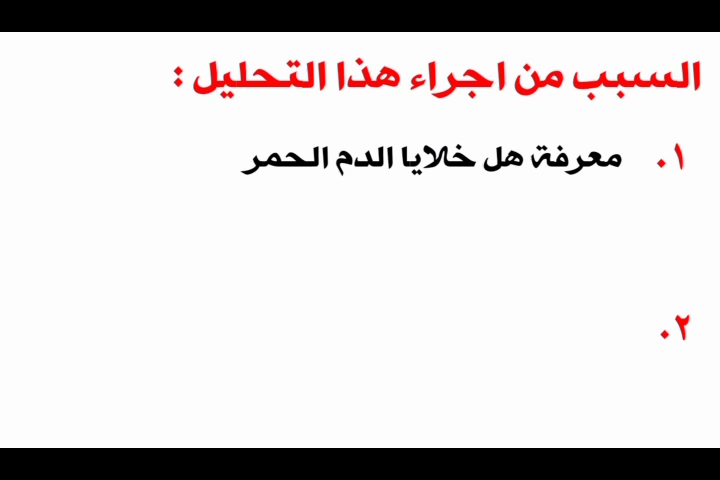 السبب من اجراء هذا التحليل :
١. معرفة هل خلايا الدم الحمر
٢.